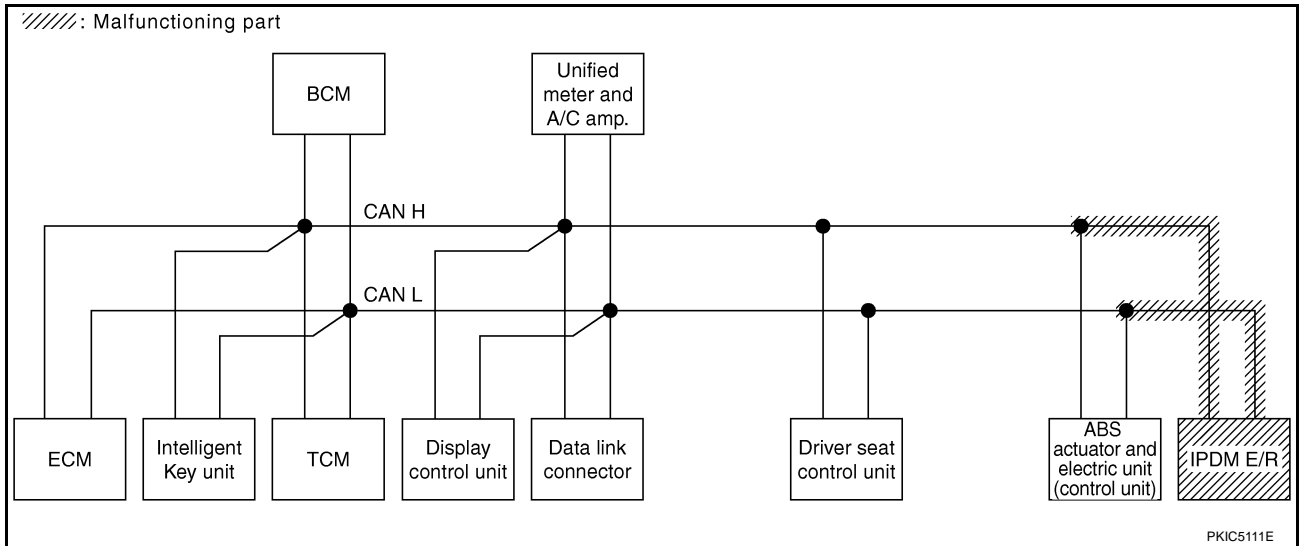 : Malfunctioning part
BCM
Unified
meter and
A/C amp.
CAN H
CAN L
ECM
Intelligent
Key unit
TCM
Display
control unit
Data link
connector
Driver seat
control unit
ABS
actuator and
electric unit
(control unit)
IPDM E/R
PKIC5111E